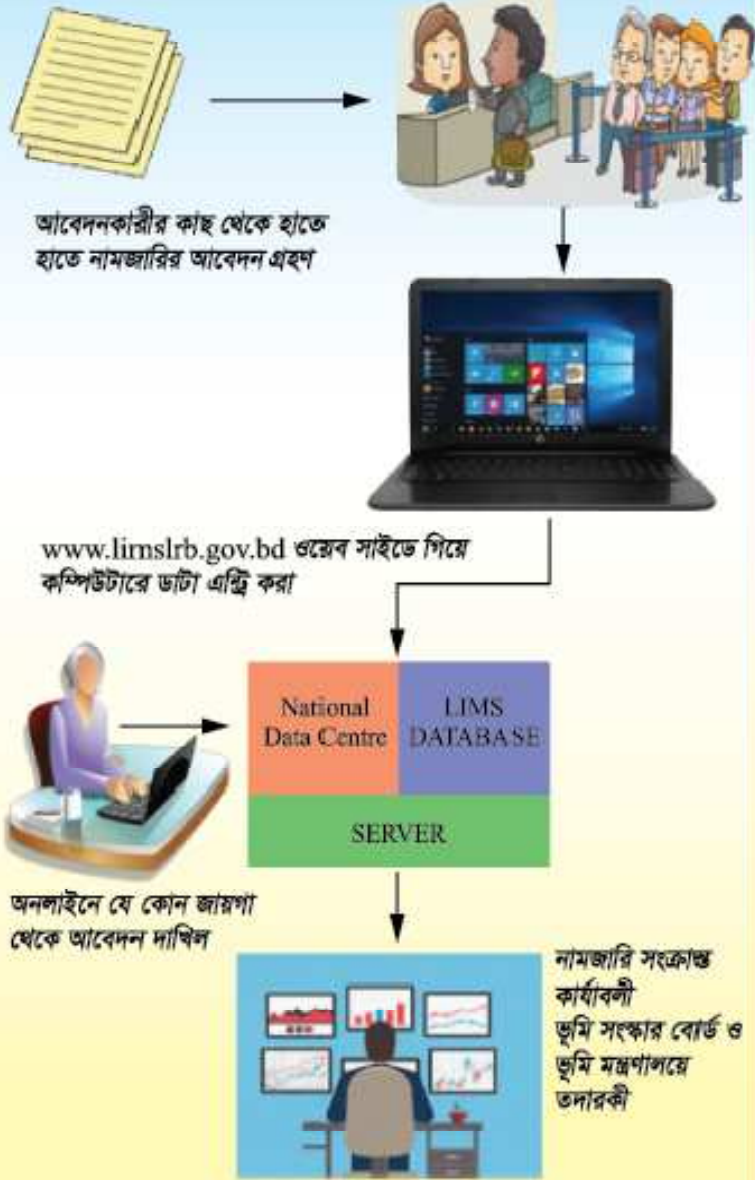 আবেদনকারীর কাছ থেকে হাতে
হাতে নামজারির আবেদন গ্রহণ
www.limslrb.gov.bd ওয়েব সাইডে গিয়ে
কম্পিউটারে ডাটা এন্ট্রি করা
National
Data Centre
LIMS
DATABASE
SERVER
অনলাইনে যে কোন জায়গা
থেকে আবেদন দাখিল
নামজারি সংক্রান্ত
কার্যাবলী
ভূমি সংস্কার বোর্ড ও
ভূমি মন্ত্রণালয়ে
তদারকী